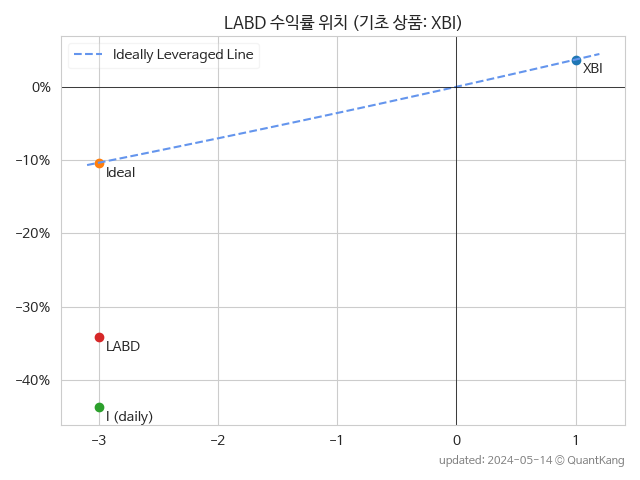 LABD 수익률 위치 (기초 상품: XBI)
Ideally Leveraged Line
XBI
0%
−10%
Ideal
−20%
−30%
LABD
−40%
I (daily)
−3
−2
−1
0
1
updated: 2024-05-14 © QuantKang